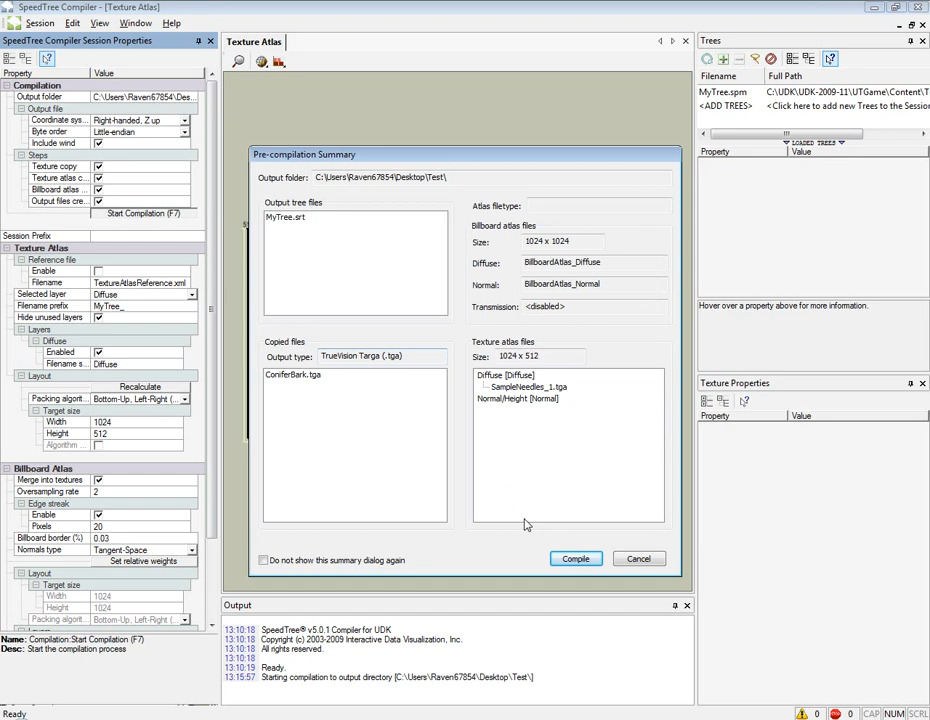 SpeedTree Compiler - [Texture Atlas]
Session Edit View Window Help
SpeedTree Compiler Session Properties
Property Value
Compilation
Output folder C:\Users\Raven67854\Des...
Output file
Coordinate sys... Right-handed, Z up
Byte order Little-endian
Include wind
Steps
Texture copy
Texture atlas c...
Billboard atlas ...
Output files cre...
Start Compilation (F7)
Session Prefix
Texture Atlas
Reference file
Enable
Filename TextureAtlasReference.xml
Selected layer Diffuse
Filename prefix MyTree_
Hide unused layers
Layers
Diffuse
Enabled
Filename s... Diffuse
Layout
Recalculate
Packing algorit... Bottom-Up, Left-Right (...
Target size
Width 1024
Height 512
Algorithm ...
Billboard Atlas
Merge into textures
Oversampling rate 2
Edge streak
Enable
Pixels 20
Billboard border (%) 0.03
Normals type Tangent-Space
Set relative weights
Layout
Target size
Width 1024
Height 1024
Packing algorit... Bottom-Up, Left-Right (...
Name: Compilation:Start Compilation (F7)
Desc: Start the compilation process
Ready
Texture Atlas
Pre-compilation Summary
Output folder: C:\Users\Raven67854\Desktop\Test\
Output tree files
MyTree.srt
Atlas filetype:
Billboard atlas files
Size: 1024 x 1024
Diffuse: BillboardAtlas_Diffuse
Normal: BillboardAtlas_Normal
Transmission: <disabled>
Copied files
Output type: TrueVision Targa (.tga)
ConiferBark.tga
Texture atlas files
Size: 1024 x 512
Diffuse [Diffuse]
SampleNeedles_1.tga
Normal/Height [Normal]
Do not show this summary dialog again
Compile Cancel
Output
13:10:18 SpeedTree® v5.0.1 Compiler for UDK
13:10:18 Copyright (c) 2003-2009 Interactive Data Visualization, Inc.
13:10:18 All rights reserved.
13:10:18
13:10:19 Ready.
13:15:57 Starting compilation to output directory [C:\Users\Raven67854\Desktop\Test\]
Trees
Filename Full Path
MyTree.spm C:\UDK\UDK-2009-11\UTGame\Content\T
<ADD TREES> <Click here to add new Trees to the Sessio
LOADED TREES
Property Value
Hover over a property above for more information.
Texture Properties
Property Value
0 0 CAP NUM SCRL